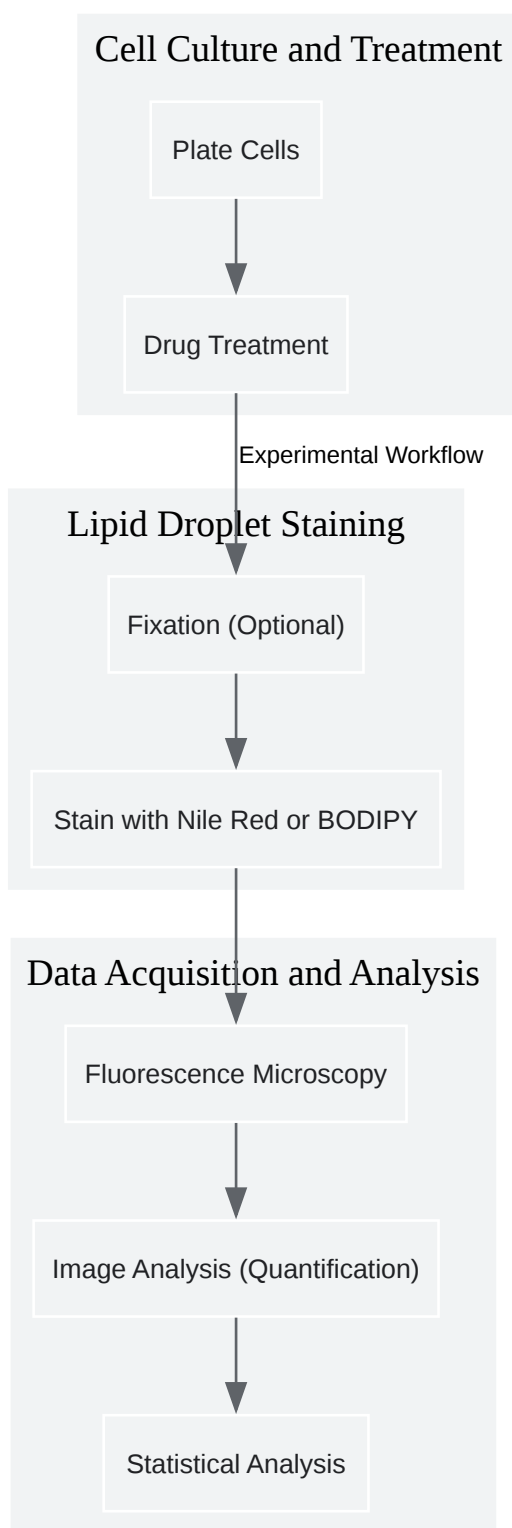 Cell Culture and Treatment
Plate Cells
Drug Treatment
Experimental Workflow
Lipid Droplet Staining
Fixation (Optional)
Stain with Nile Red or BODIPY
Data Acquisition and Analysis
Fluorescence Microscopy
Image Analysis (Quantification)
Statistical Analysis